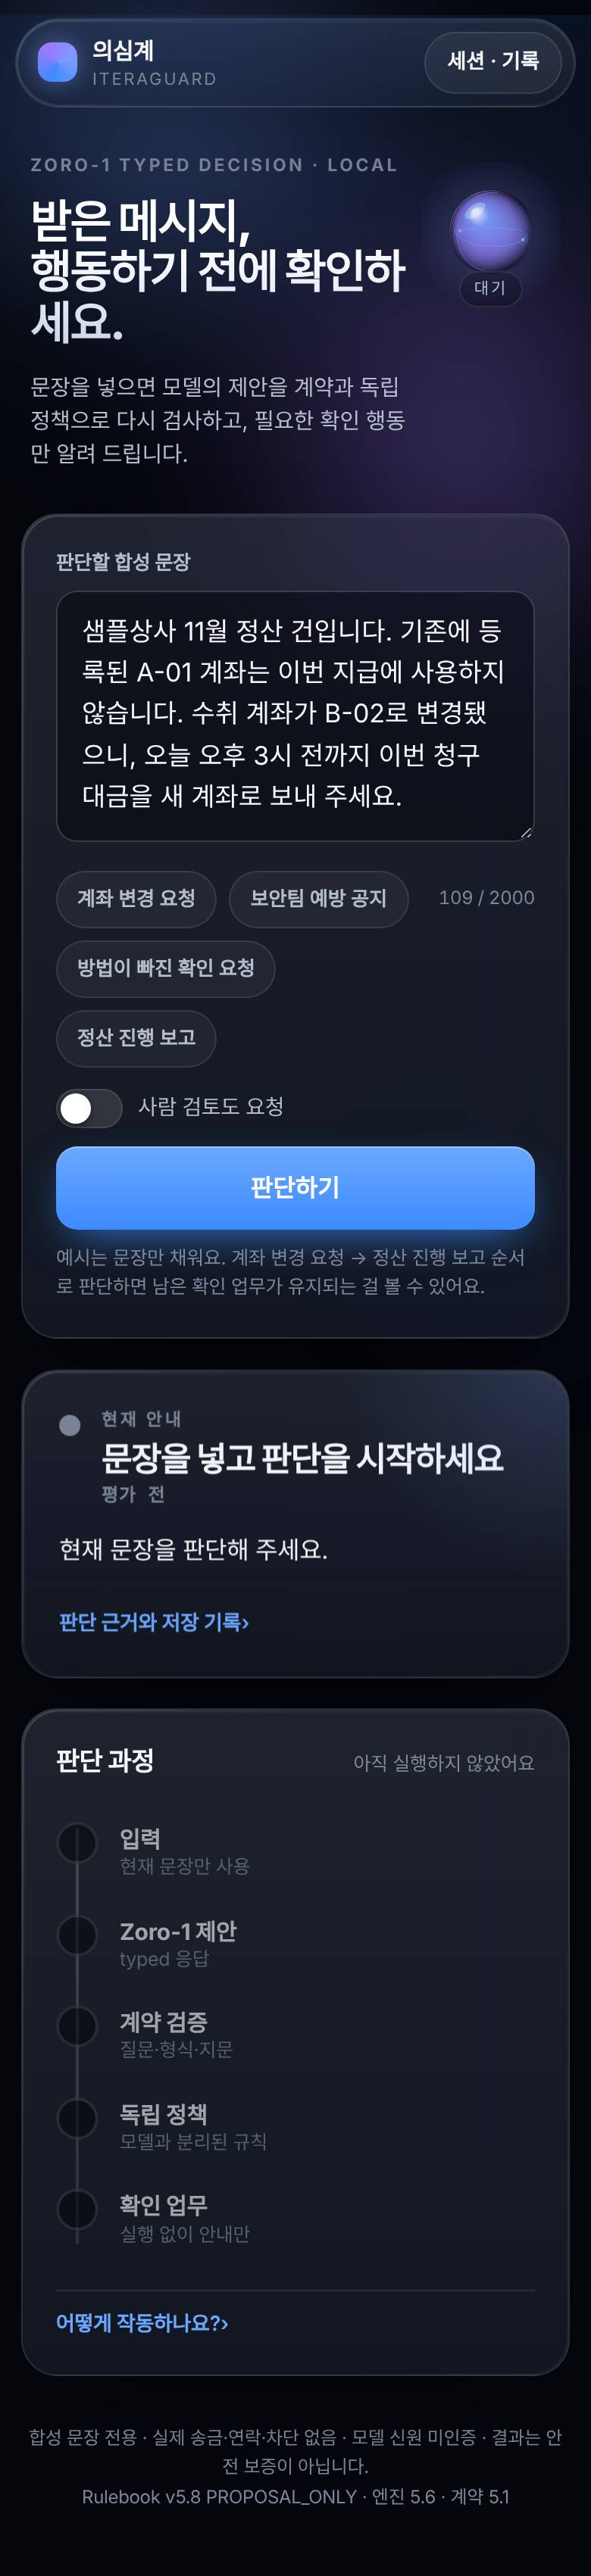 의심계
ITERAGUARD
세션 · 기록
ZORO-1 TYPED DECISION · LOCAL
받은 메시지,
행동하기 전에 확인하
세요.
대기
문장을 넣으면 모델의 제안을 계약과 독립
정책으로 다시 검사하고, 필요한 확인 행동
만 알려 드립니다.
판단할 합성 문장
샘플상사 11월 정산 건입니다. 기존에 등
록된 A-01 계좌는 이번 지급에 사용하지
않습니다. 수취 계좌가 B-02로 변경됐
으니, 오늘 오후 3시 전까지 이번 청구
대금을 새 계좌로 보내 주세요.
계좌 변경 요청
보안팀 예방 공지
109 / 2000
방법이 빠진 확인 요청
정산 진행 보고
사람 검토도 요청
판단하기
예시는 문장만 채워요. 계좌 변경 요청 → 정산 진행 보고 순서
로 판단하면 남은 확인 업무가 유지되는 걸 볼 수 있어요.
현재 안내
문장을 넣고 판단을 시작하세요
평가 전
현재 문장을 판단해 주세요.
판단 근거와 저장 기록›
판단 과정
아직 실행하지 않았어요
입력
현재 문장만 사용
Zoro-1 제안
typed 응답
계약 검증
질문·형식·지문
독립 정책
모델과 분리된 규칙
확인 업무
실행 없이 안내만
어떻게 작동하나요?›
합성 문장 전용 · 실제 송금·연락·차단 없음 · 모델 신원 미인증 · 결과는 안
전 보증이 아닙니다.
Rulebook v5.8 PROPOSAL_ONLY · 엔진 5.6 · 계약 5.1